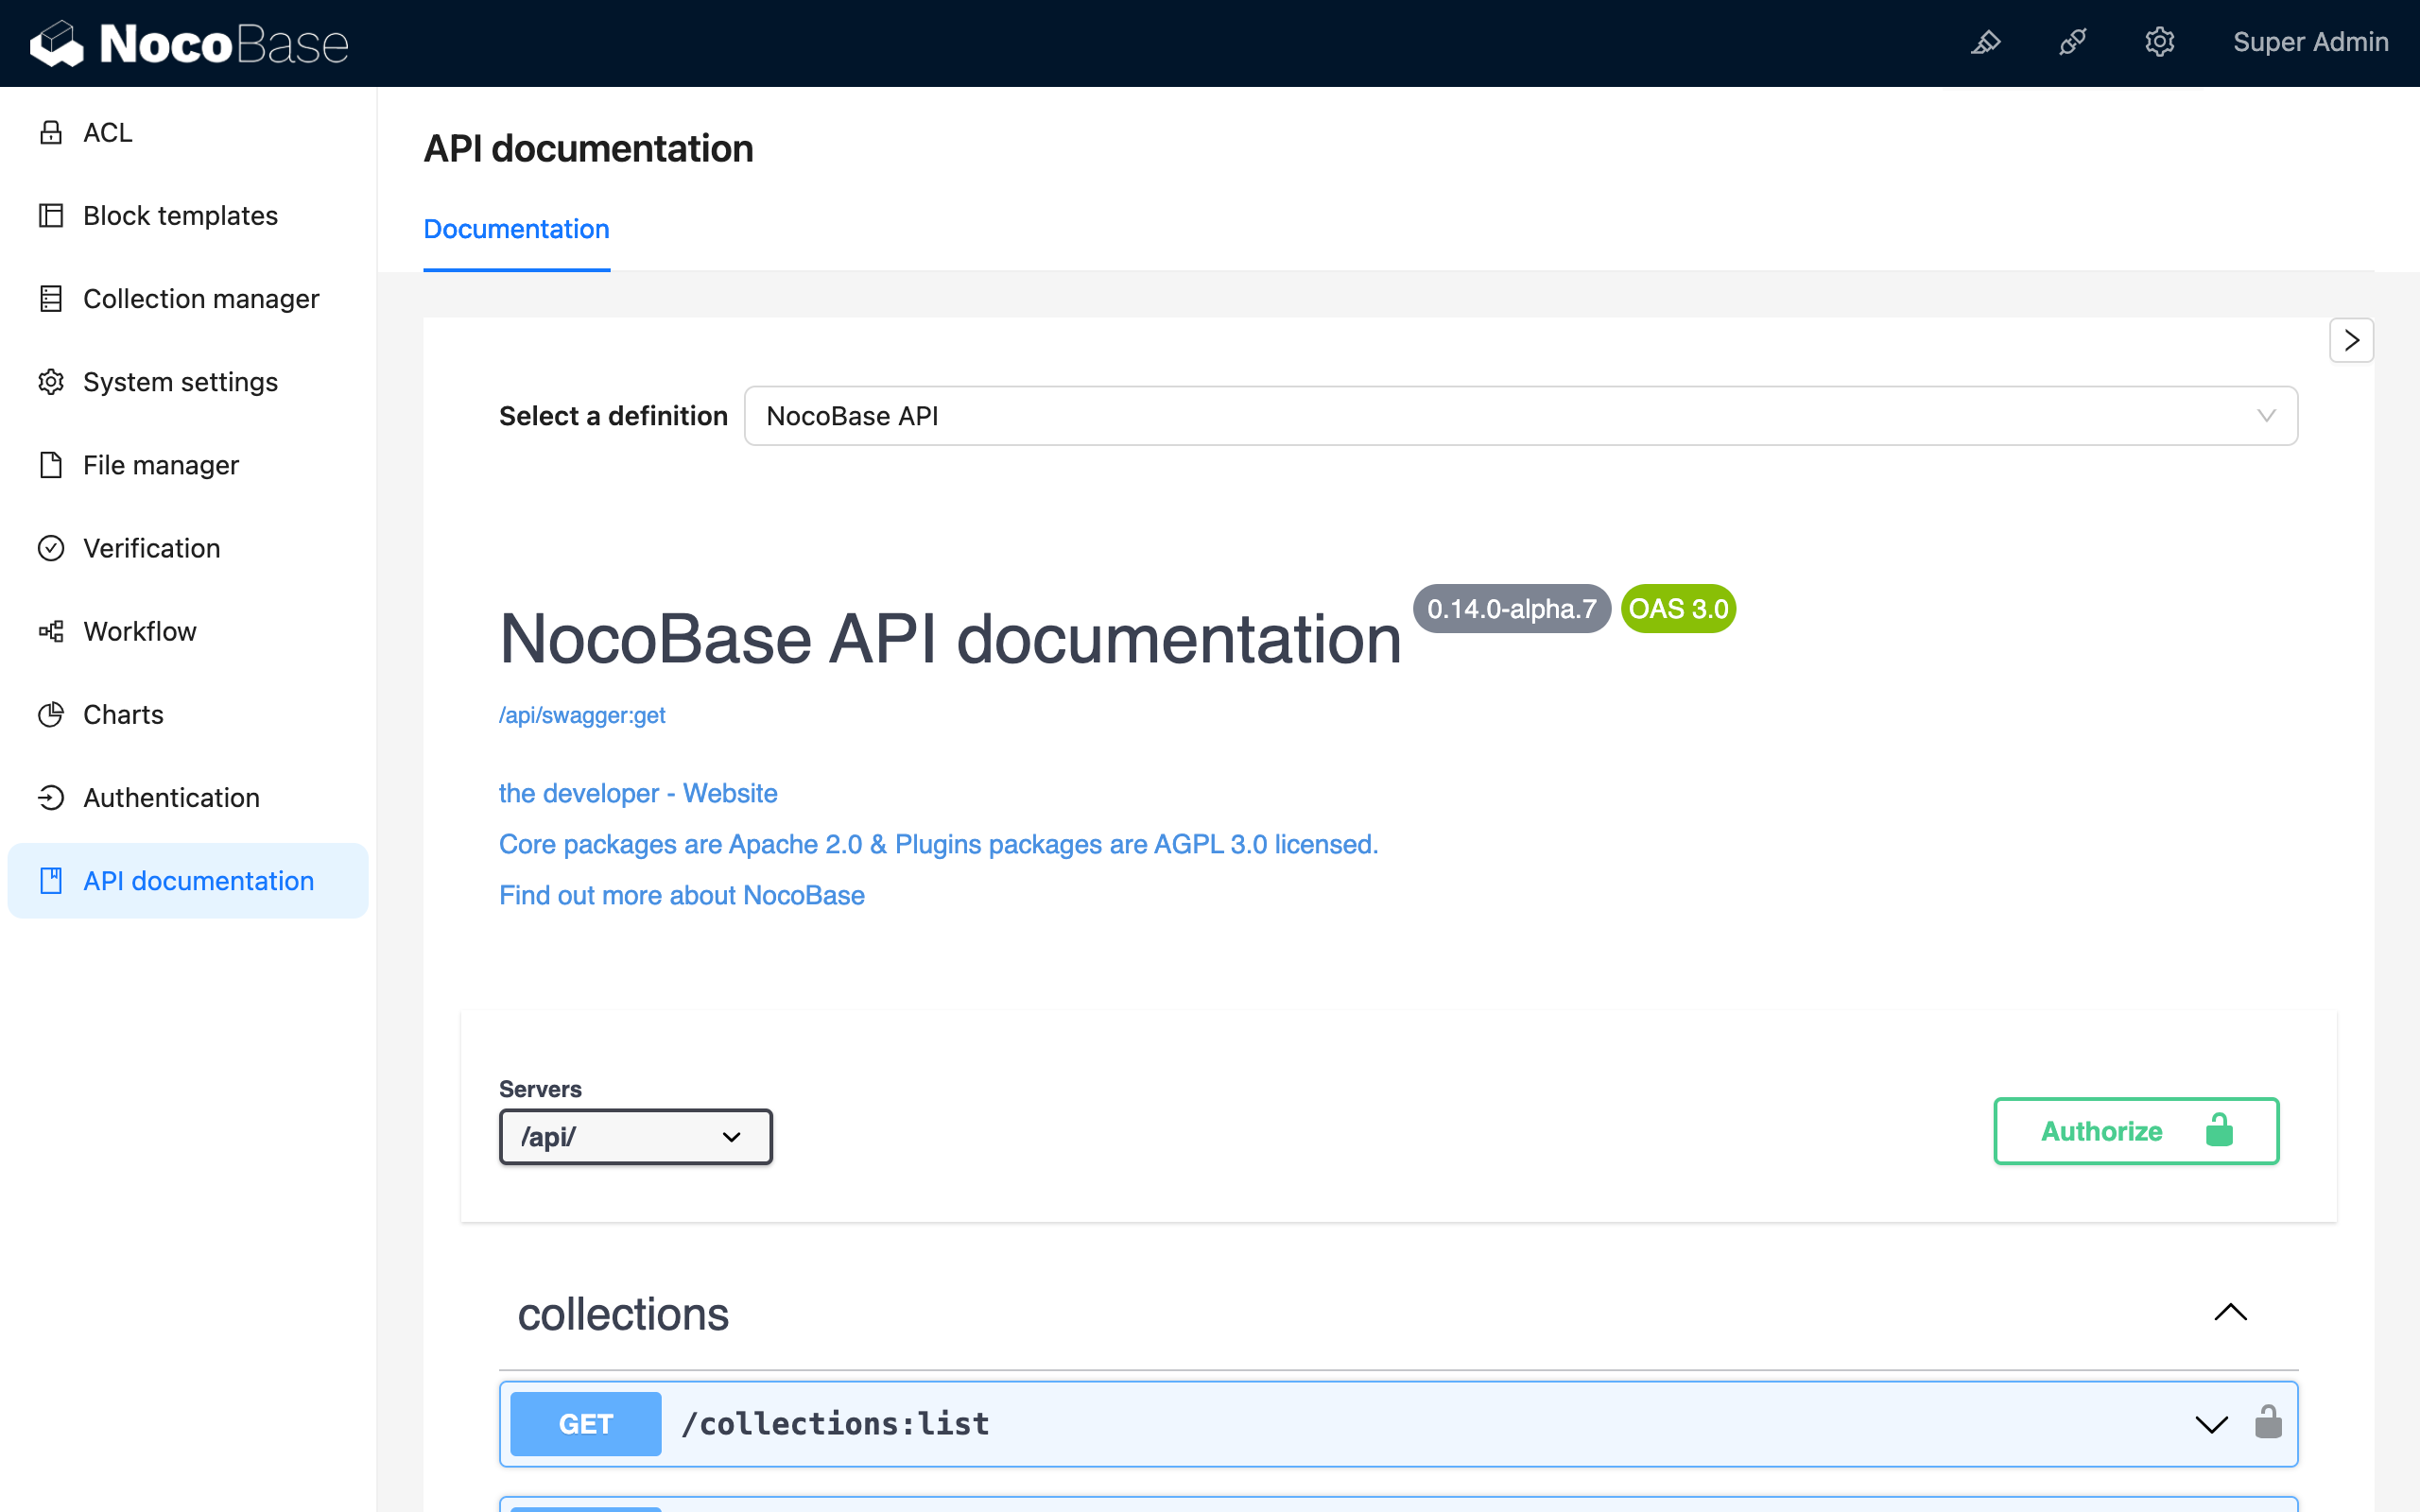 NocoBase
Super Admin
ACL
Block templates
Collection manager
System settings
File manager
Verification
Workflow
Charts
Authentication
API documentation
API documentation
Documentation
Select a definition
NocoBase API
NocoBase API documentation 0.14.0-alpha.7 OAS 3.0
/api/swagger:get
the developer - Website
Core packages are Apache 2.0 & Plugins packages are AGPL 3.0 licensed.
Find out more about NocoBase
Servers
/api/
Authorize
collections
GET /collections:list